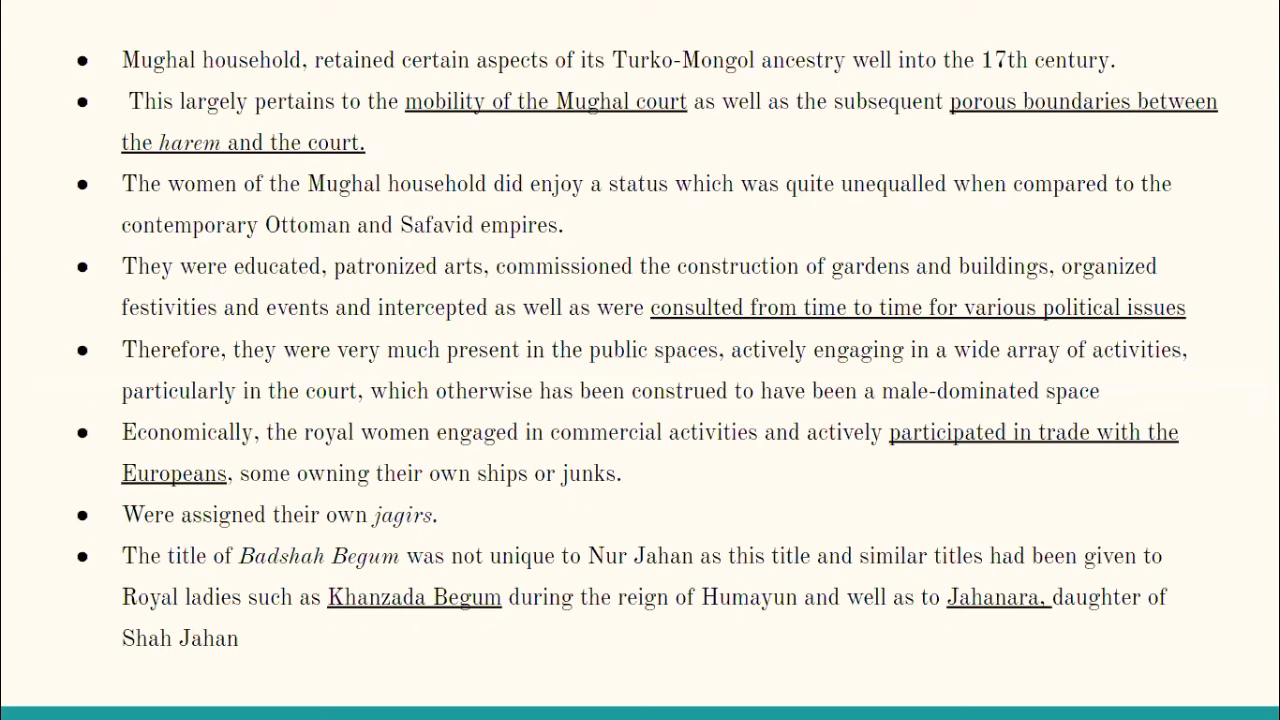 ● Mughal household, retained certain aspects of its Turko-Mongol ancestry well into the 17th century.
● This largely pertains to the mobility of the Mughal court as well as the subsequent porous boundaries between
the harem and the court.
● The women of the Mughal household did enjoy a status which was quite unequalled when compared to the
contemporary Ottoman and Safavid empires.
● They were educated, patronized arts, commissioned the construction of gardens and buildings, organized
festivities and events and intercepted as well as were consulted from time to time for various political issues
● Therefore, they were very much present in the public spaces, actively engaging in a wide array of activities,
particularly in the court, which otherwise has been construed to have been a male-dominated space
● Economically, the royal women engaged in commercial activities and actively participated in trade with the
Europeans, some owning their own ships or junks.
● Were assigned their own jagirs.
● The title of Badshah Begum was not unique to Nur Jahan as this title and similar titles had been given to
Royal ladies such as Khanzada Begum during the reign of Humayun and well as to Jahanara, daughter of
Shah Jahan